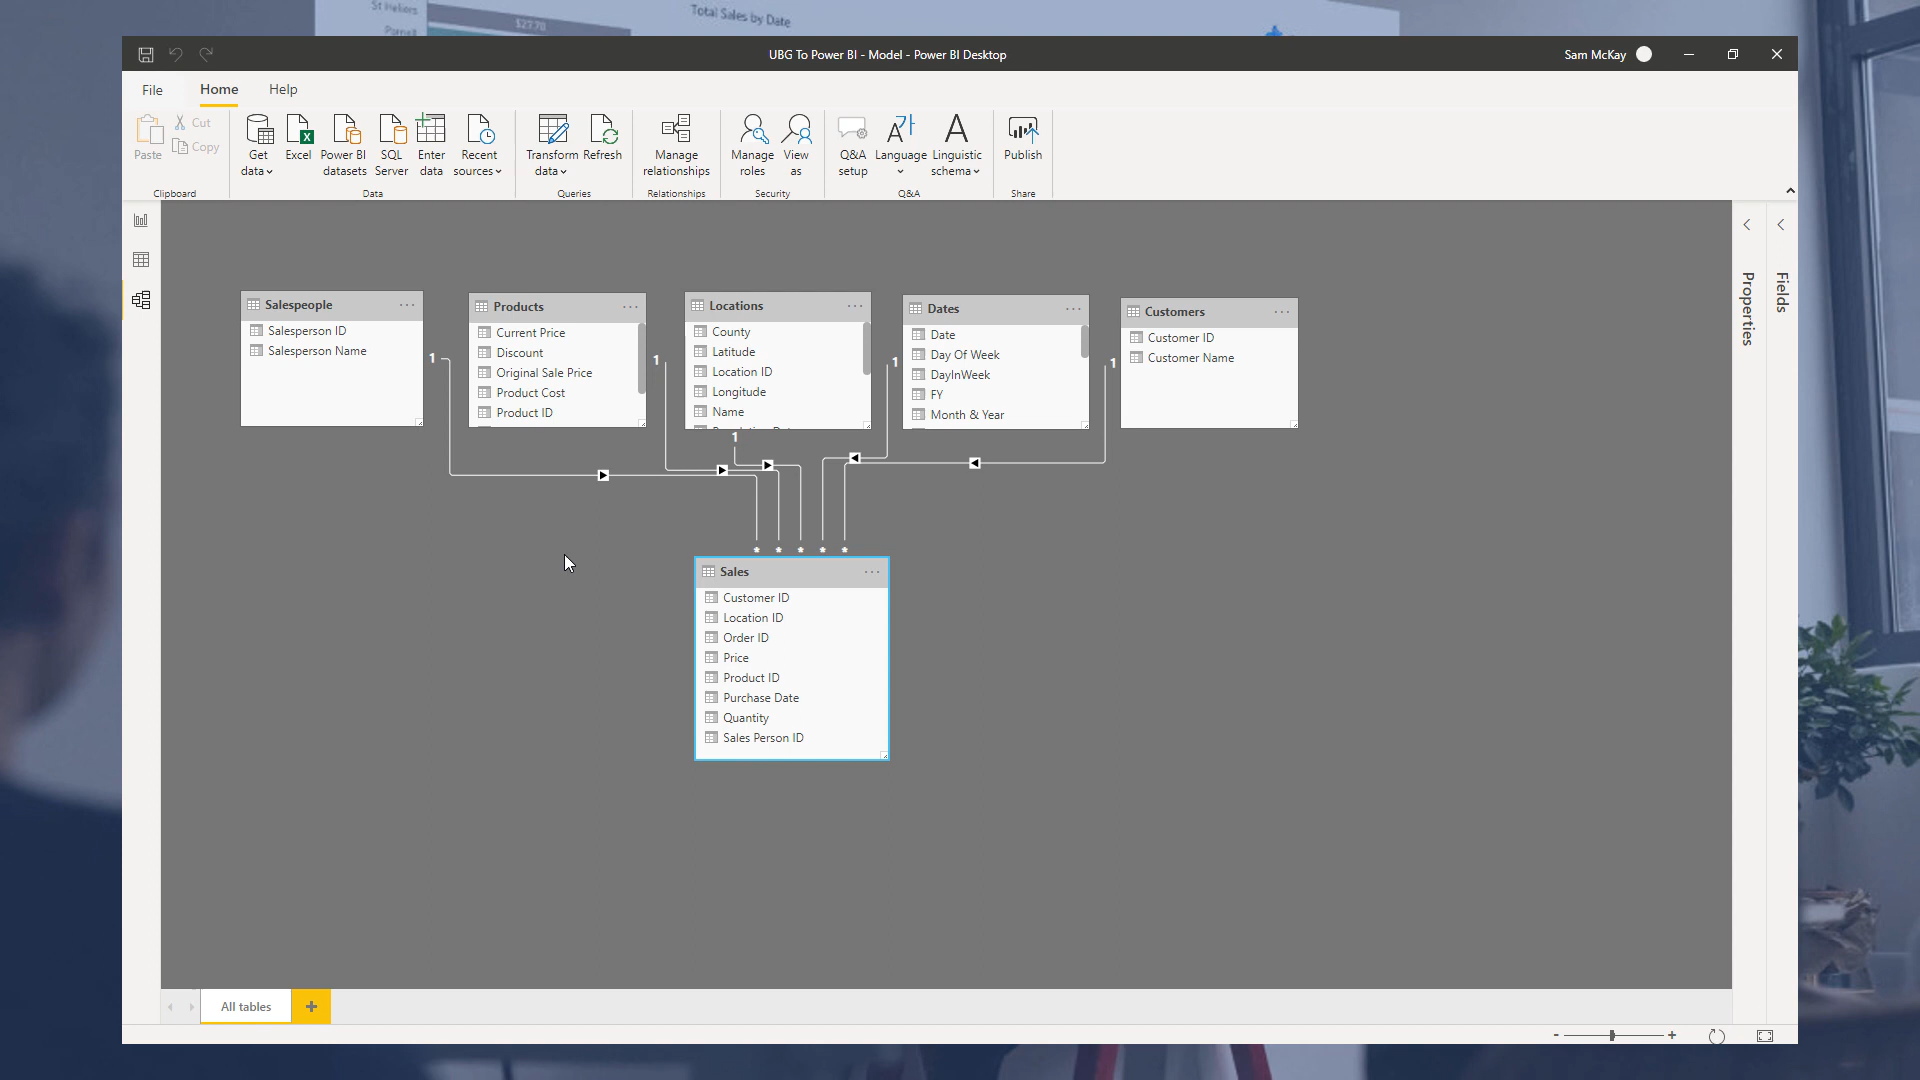 St Heliers
$27.70
Total Sales by Date
Parnell
UBG To Power BI - Model - Power BI Desktop
Sam McKay
File
Home
Help
Paste
Cut
Copy
Get data
Excel
Power BI datasets
SQL Server
Enter data
Recent sources
Transform data
Refresh
Manage relationships
Manage roles
View as
Q&A setup
Language
Linguistic schema
Publish
Clipboard
Data
Queries
Relationships
Security
Q&A
Share
Salespeople
Salesperson ID
Salesperson Name
Products
Current Price
Discount
Original Sale Price
Product Cost
Product ID
Locations
County
Latitude
Location ID
Longitude
Name
Dates
Date
Day Of Week
DayInWeek
FY
Month & Year
Customers
Customer ID
Customer Name
1
1
1
1
1
* * * * *
Sales
Customer ID
Location ID
Order ID
Price
Product ID
Purchase Date
Quantity
Sales Person ID
Properties
Fields
All tables
+
- +